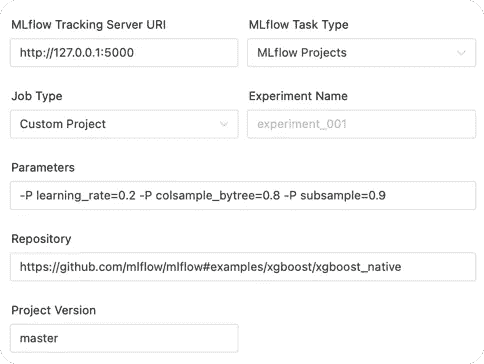 MLflow Tracking Server URI
MLflow Task Type
http://127.0.0.1:5000
MLflow Projects
Job Type
Experiment Name
Custom Project
experiment_001
Parameters
-P learning_rate=0.2 -P colsample_bytree=0.8 -P subsample=0.9
Repository
https://github.com/mlflow/mlflow#examples/xgboost/xgboost_native
Project Version
master